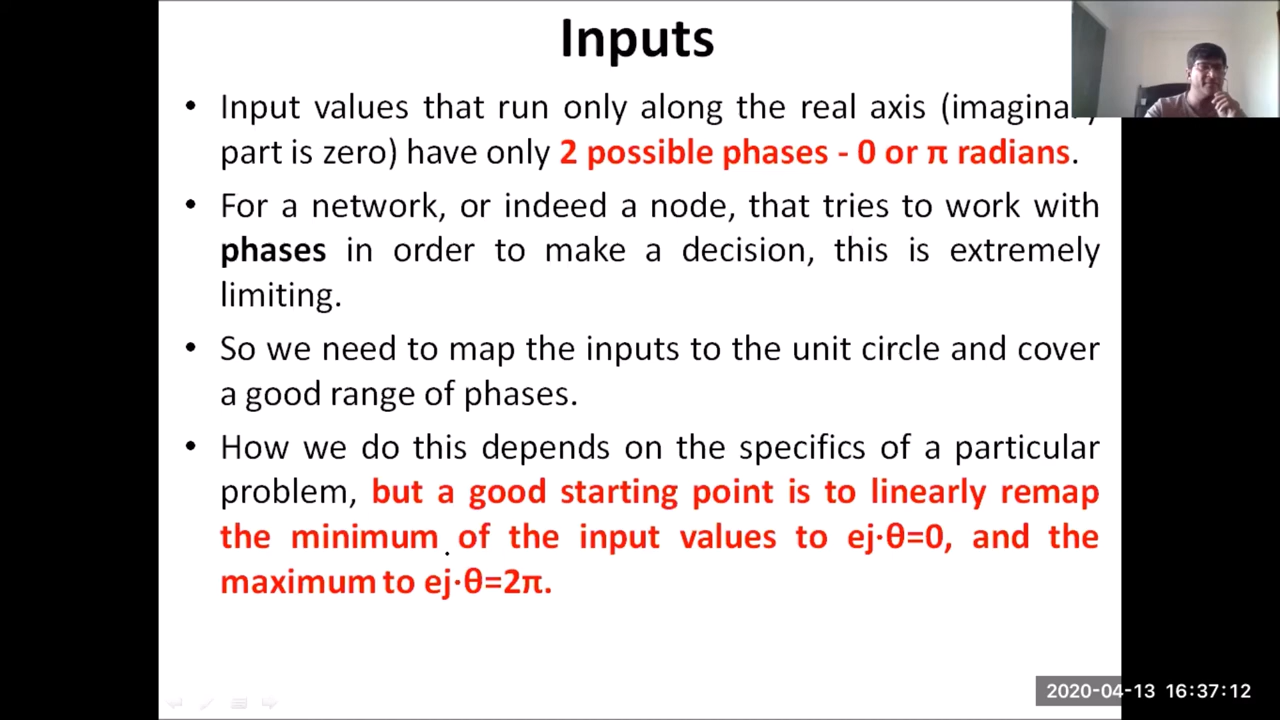 Inputs
• Input values that run only along the real axis (imaginary
part is zero) have only 2 possible phases - 0 or π radians.
• For a network, or indeed a node, that tries to work with
phases in order to make a decision, this is extremely
limiting.
• So we need to map the inputs to the unit circle and cover
a good range of phases.
• How we do this depends on the specifics of a particular
problem, but a good starting point is to linearly remap
the minimum of the input values to ej·θ=0, and the
maximum to ej·θ=2π.
2020-04-13 16:37:12